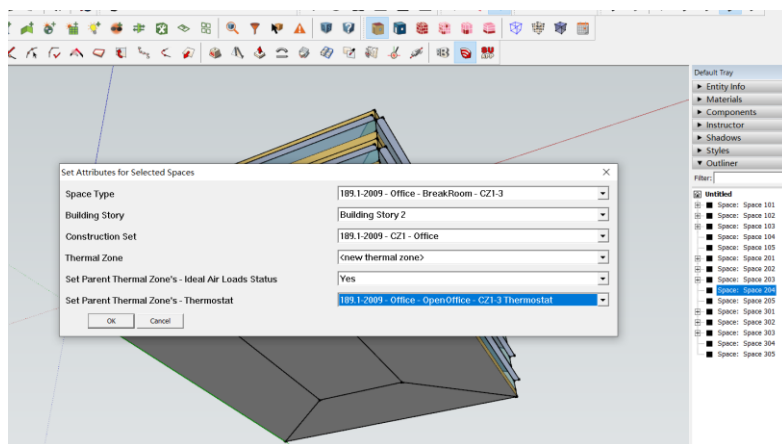 Default Tray
Entity Info
Materials
Components
Instructor
Shadows
Styles
Outliner
Filter:
Untitled
Space: Space 101
Space: Space 102
Space: Space 103
Space: Space 104
Space: Space 105
Space: Space 201
Space: Space 202
Space: Space 203
Space: Space 204
Space: Space 205
Space: Space 301
Space: Space 302
Space: Space 303
Space: Space 304
Space: Space 305
Set Attributes for Selected Spaces
Space Type 189.1-2009 - Office - BreakRoom - CZ1-3
Building Story Building Story 2
Construction Set 189.1-2009 - CZ1 - Office
Thermal Zone <new thermal zone>
Set Parent Thermal Zone's - Ideal Air Loads Status Yes
Set Parent Thermal Zone's - Thermostat 189.1-2009 - Office - OpenOffice - CZ1-3 Thermostat
OK Cancel